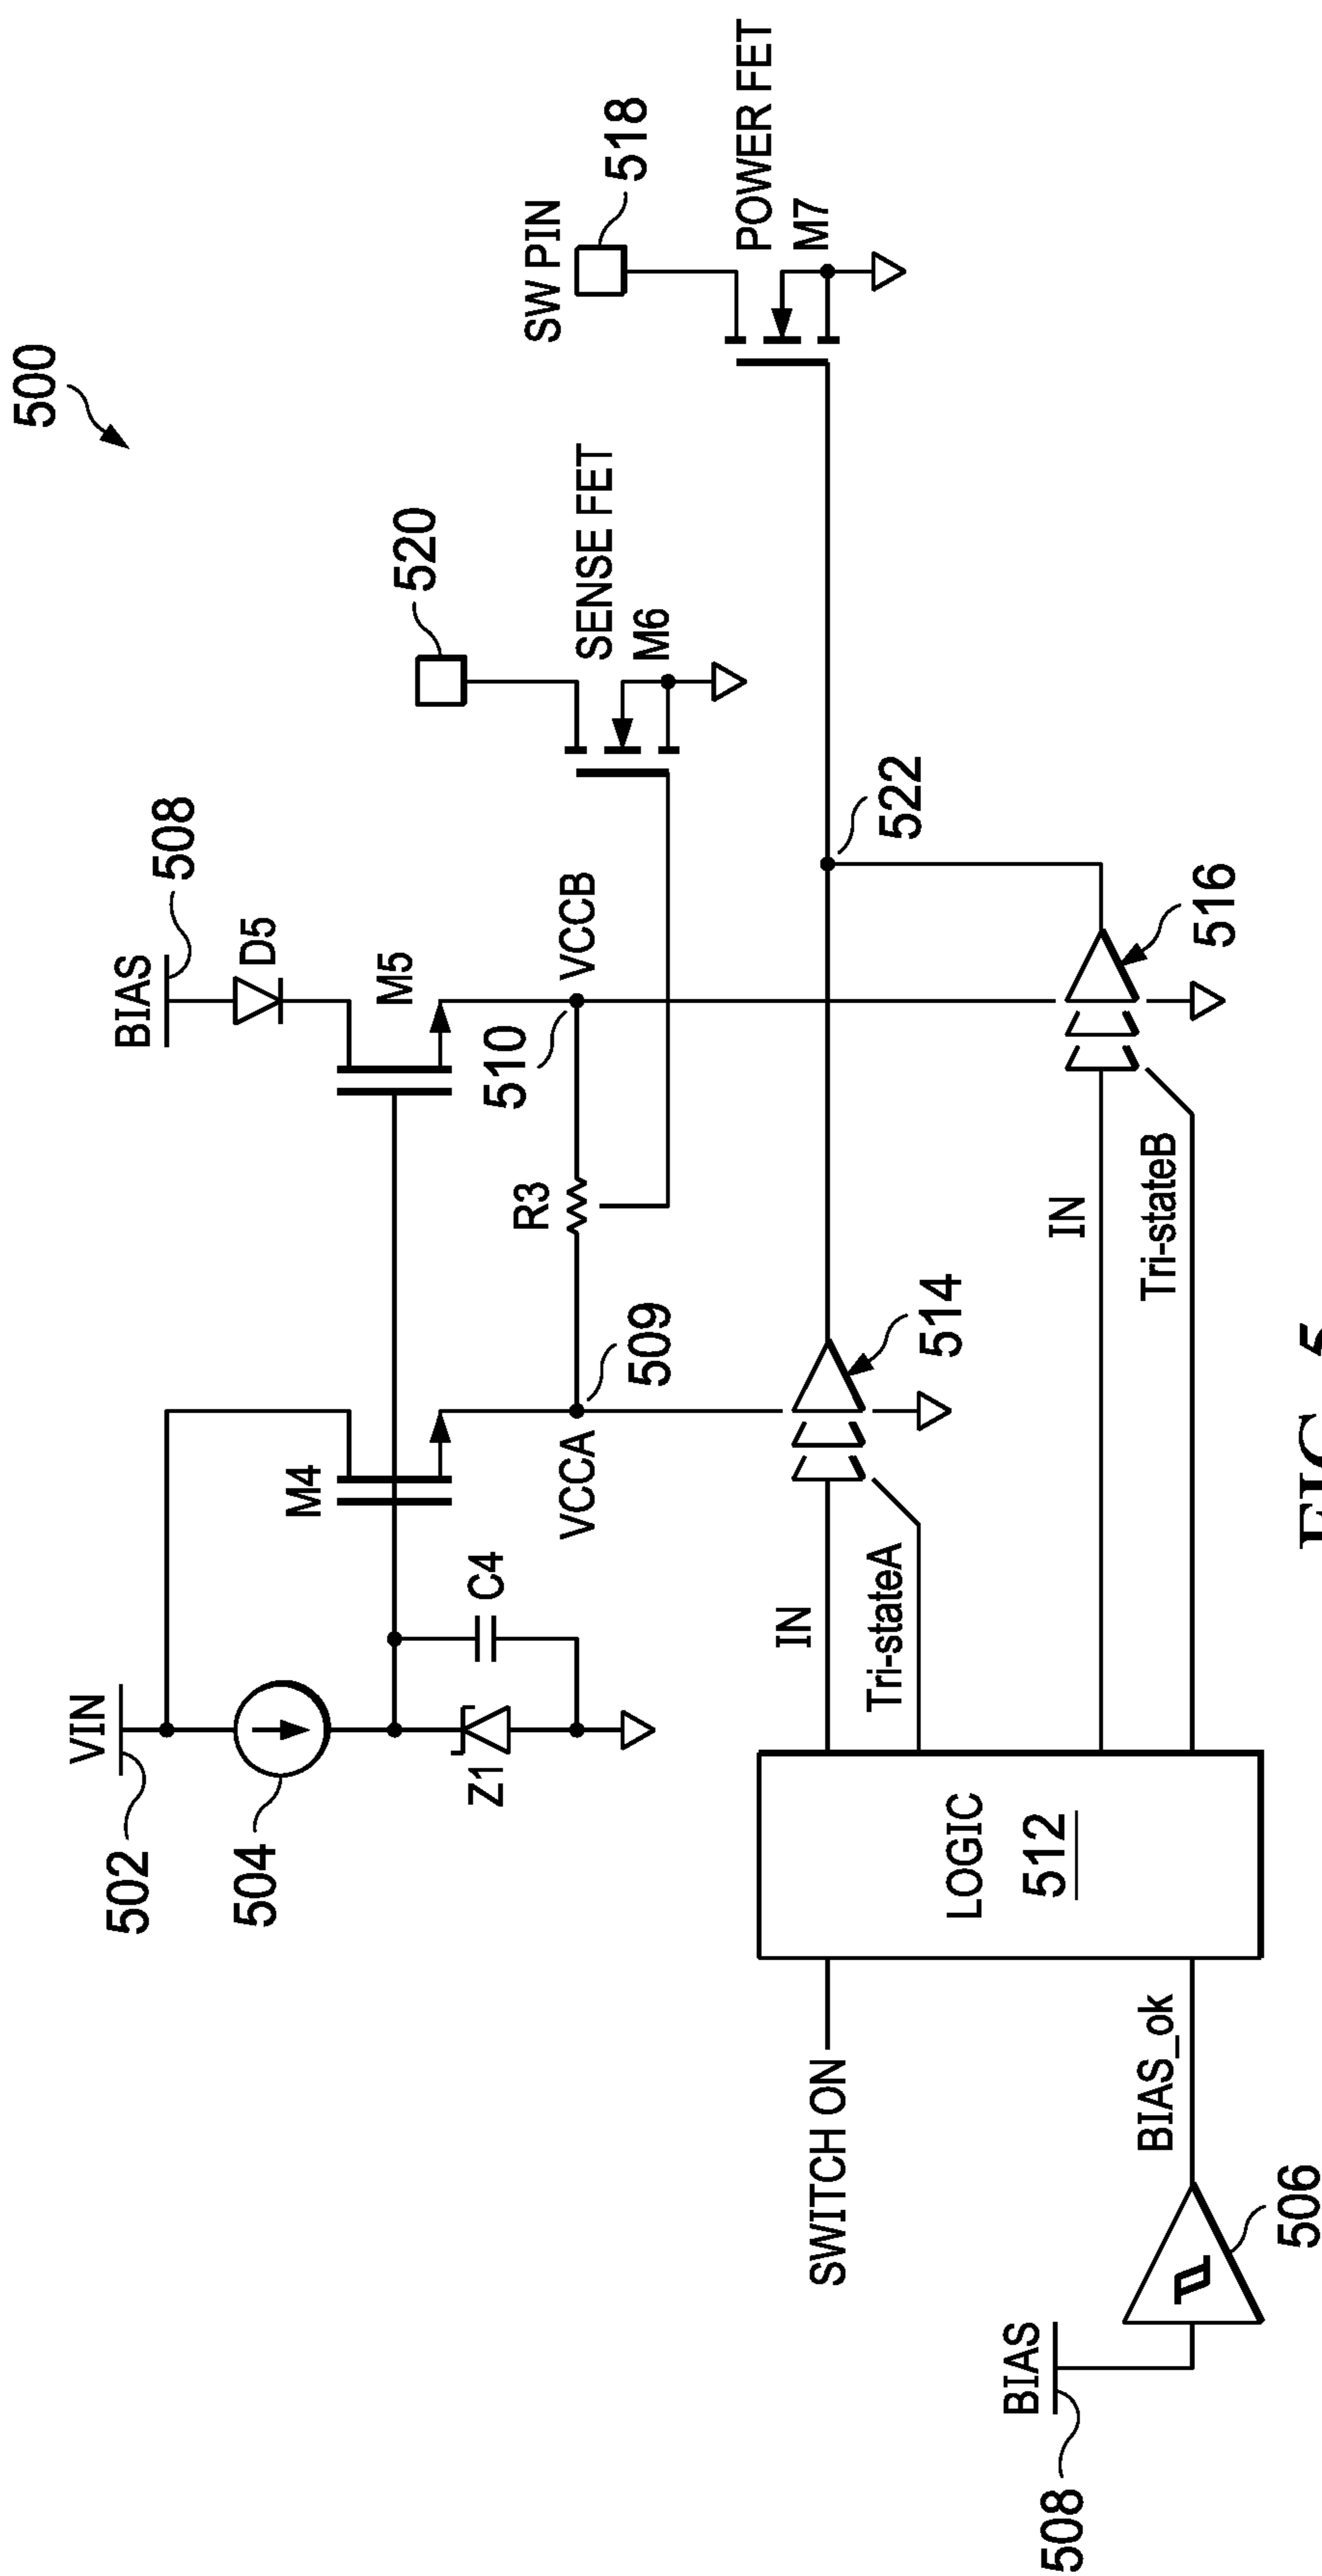 500
VIN
502
504
Z1
C4
M4
VCCA
509
R3
BIAS
508
D5
M5
510
VCCB
520
SENSE FET
M6
SW PIN
518
POWER FET
M7
522
SWITCH ON
LOGIC
512
IN
Tri-stateA
514
IN
Tri-stateB
516
BIAS
508
506
BIAS_ok